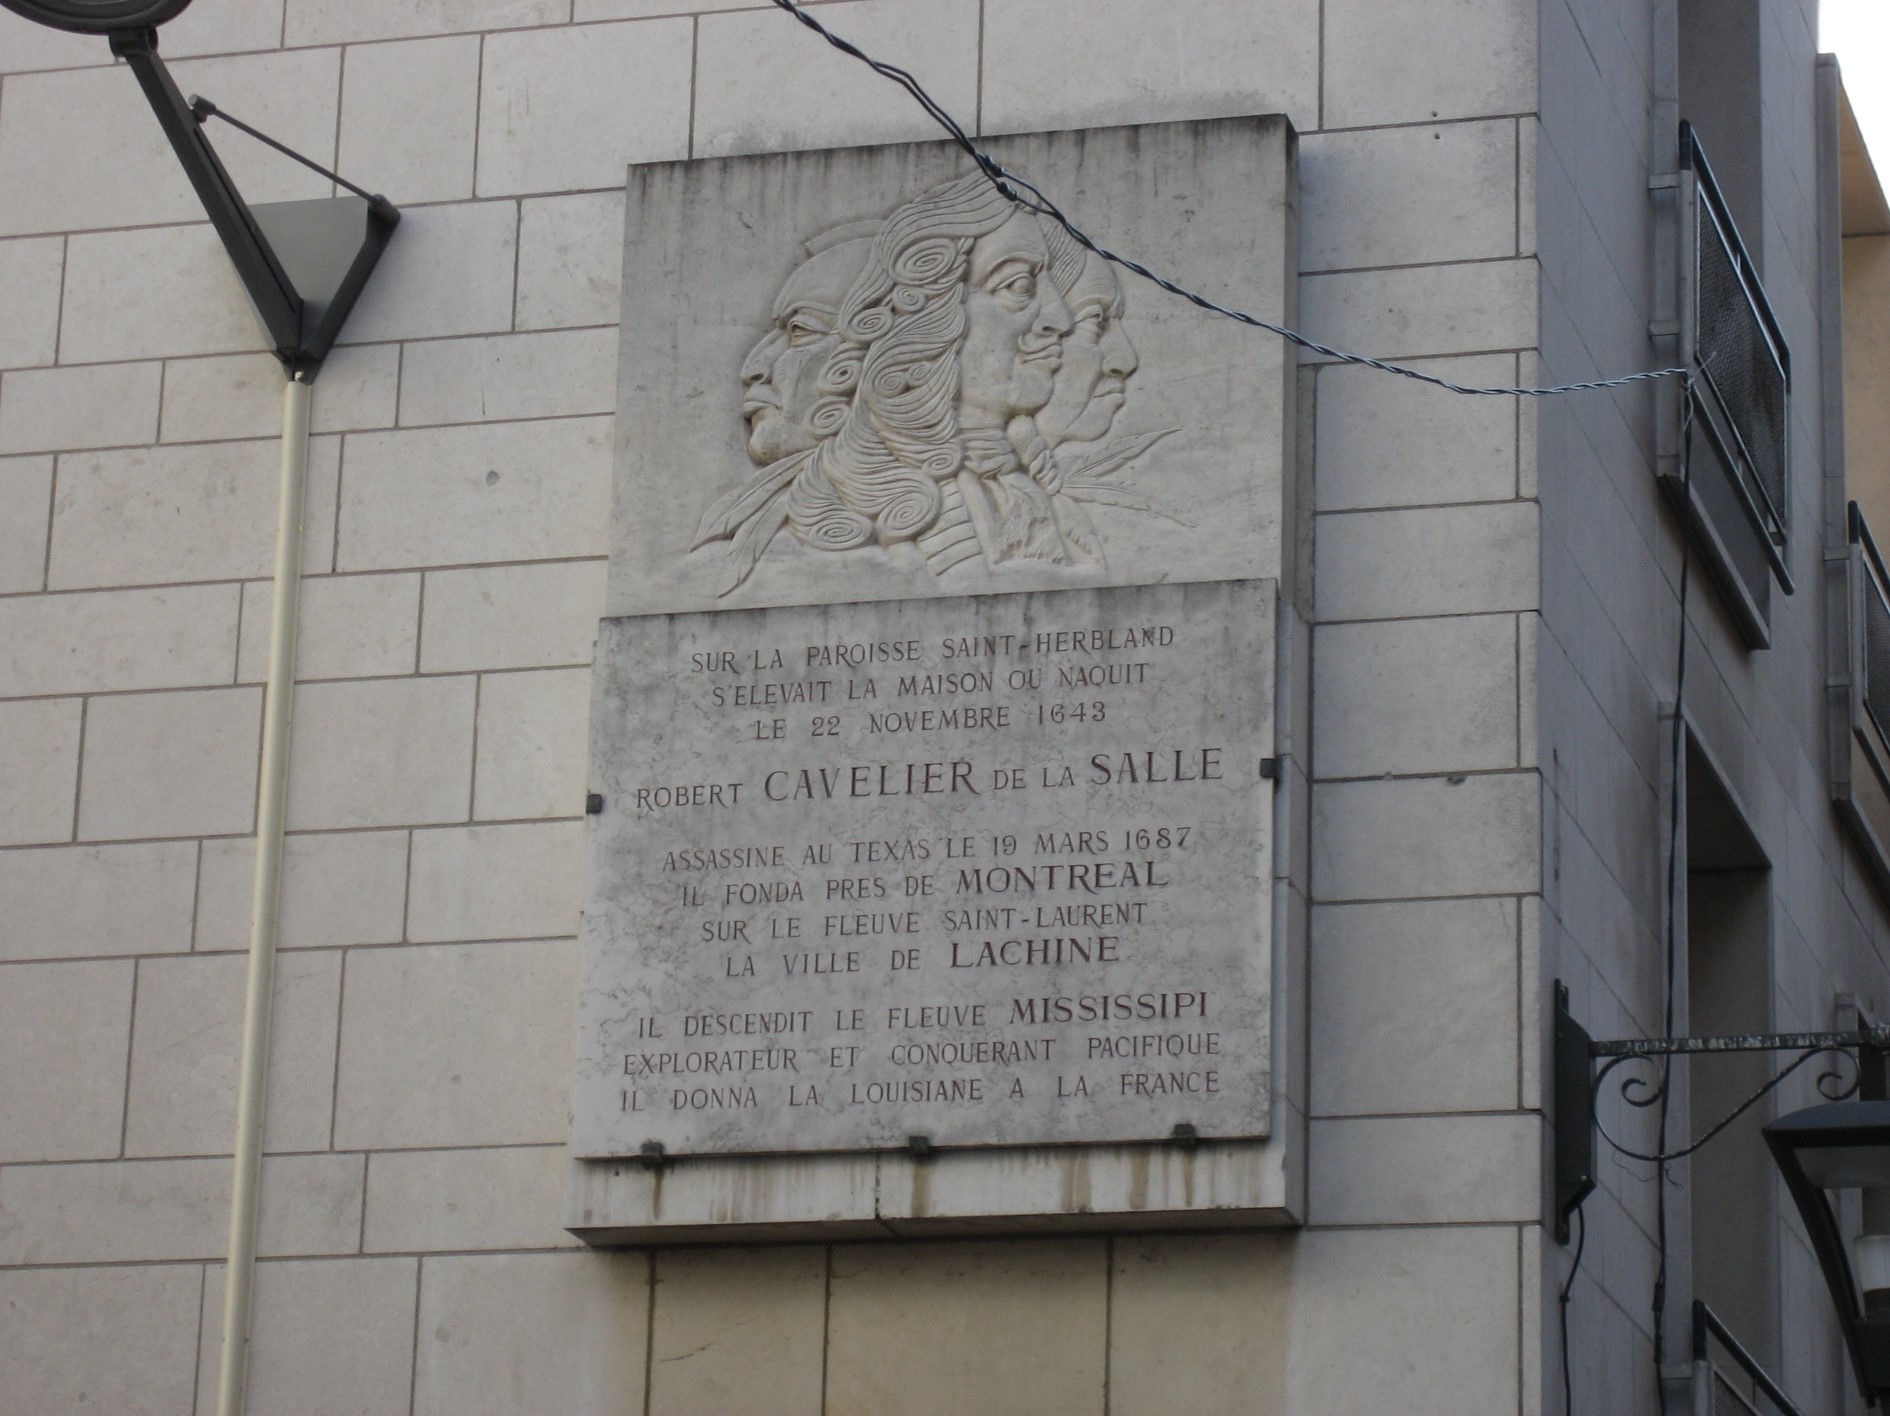 SUR LA PAROISSE SAINT-HERBLAND
S'ELEVAIT LA MAISON OU NAQUIT
LE 22 NOVEMBRE 1643
ROBERT CAVELIER DE LA SALLE
ASSASSINE AU TEXAS LE 19 MARS 1687
IL FONDA PRES DE MONTREAL
SUR LE FLEUVE SAINT-LAURENT
LA VILLE DE LACHINE
IL DESCENDIT LE FLEUVE MISSISSIPI
EXPLORATEUR ET CONQUERANT PACIFIQUE
IL DONNA LA LOUISIANE A LA FRANCE